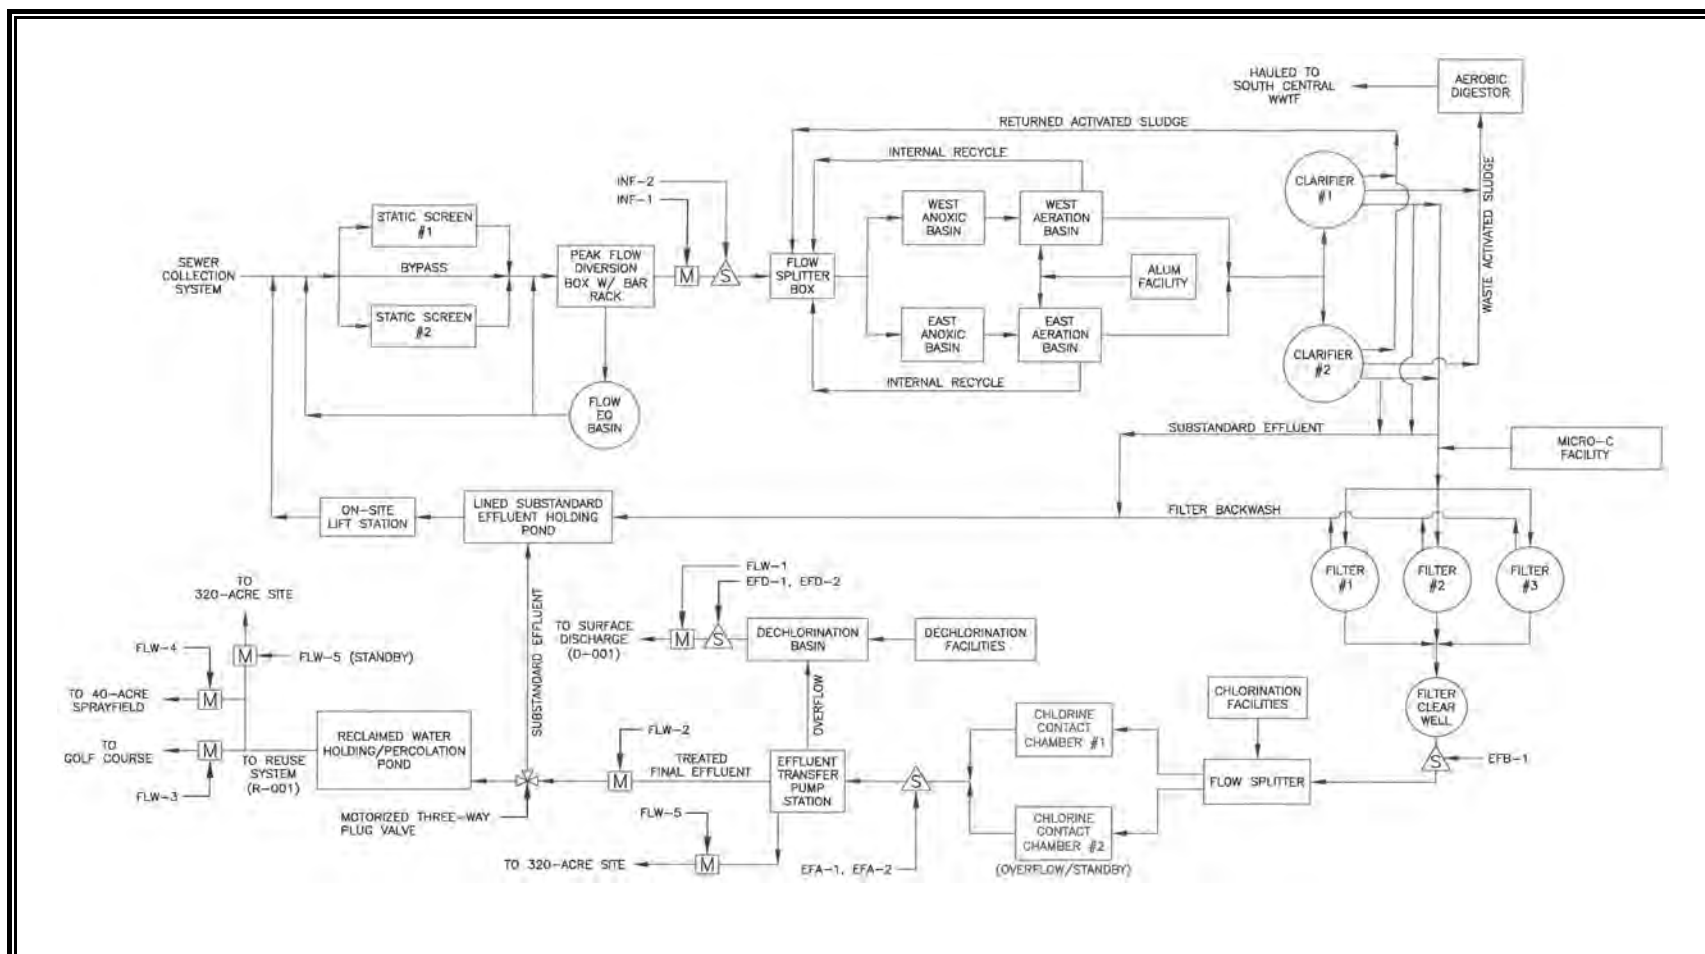 HAULED TO
SOUTH CENTRAL
WWTF
AEROBIC
DIGESTOR
RETURNED ACTIVATED SLUDGE
INTERNAL RECYCLE
WASTE ACTIVATED SLUDGE
INF-2
INF-1
CLARIFIER
#1
STATIC SCREEN
#1
WEST
ANOXIC
BASIN
WEST
AERATION
BASIN
SEWER
COLLECTION
SYSTEM
BYPASS
PEAK FLOW
DIVERSION
BOX W/ BAR
RACK
M
S
FLOW
SPLITTER
BOX
ALUM
FACILITY
STATIC SCREEN
#2
EAST
ANOXIC
BASIN
EAST
AERATION
BASIN
CLARIFIER
#2
INTERNAL RECYCLE
FLOW
EQ
BASIN
SUBSTANDARD EFFLUENT
MICRO-C
FACILITY
ON-SITE
LIFT STATION
LINED SUBSTANDARD
EFFLUENT HOLDING
POND
FILTER BACKWASH
FILTER
#1
FILTER
#2
FILTER
#3
TO
320-ACRE SITE
FLW-1
EFD-1, EFD-2
SUBSTANDARD EFFLUENT
TO SURFACE
DISCHARGE
(D-001)
M
S
DECHLORINATION
BASIN
DECHLORINATION
FACILITIES
FLW-4
M
FLW-5 (STANDBY)
TO 40-ACRE
SPRAYFIELD
M
OVERFLOW
CHLORINATION
FACILITIES
FILTER
CLEAR
WELL
TO
GOLF COURSE
M
TO REUSE
SYSTEM
(R-001)
RECLAIMED WATER
HOLDING/PERCOLATION
POND
FLW-2
CHLORINE
CONTACT
CHAMBER #1
FLW-3
M
TREATED
FINAL EFFLUENT
EFFLUENT
TRANSFER
PUMP
STATION
S
FLOW SPLITTER
S
EFB-1
MOTORIZED THREE-WAY
PLUG VALVE
FLW-5
CHLORINE
CONTACT
CHAMBER #2
(OVERFLOW/STANDBY)
TO 320-ACRE SITE
M
EFA-1, EFA-2